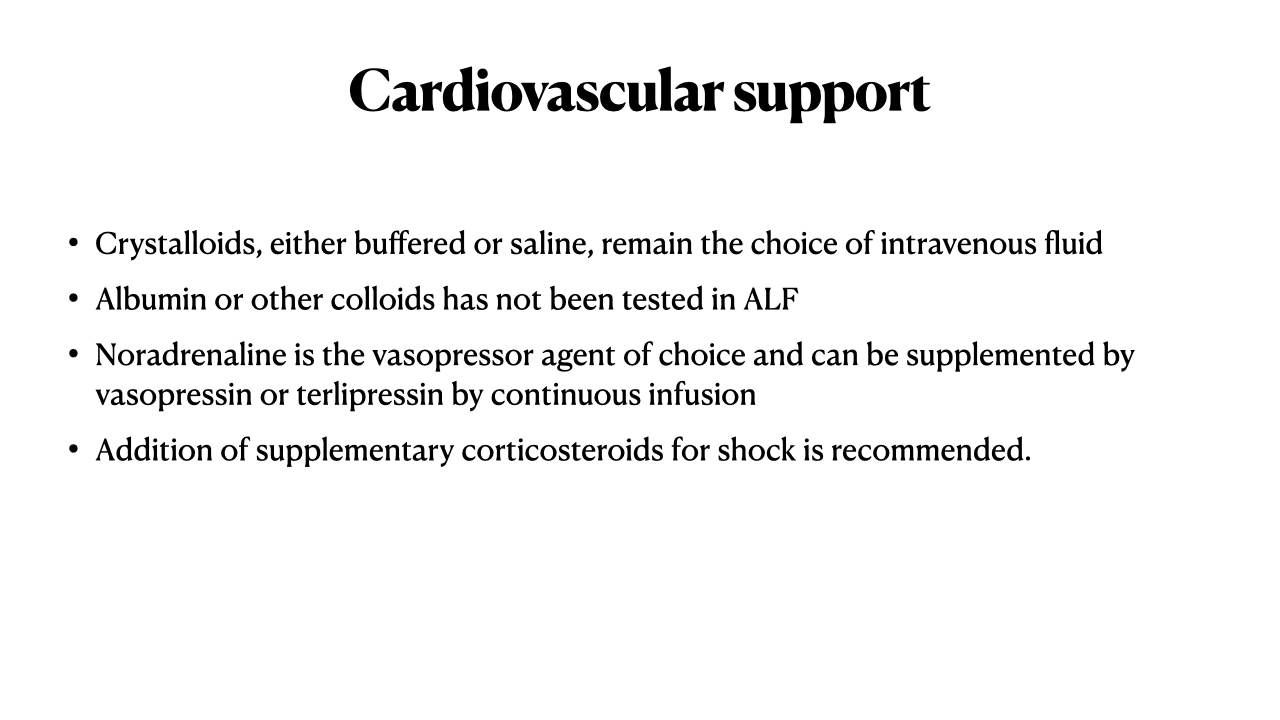 Cardiovascular support
• Crystalloids, either buffered or saline, remain the choice of intravenous fluid
• Albumin or other colloids has not been tested in ALF
• Noradrenaline is the vasopressor agent of choice and can be supplemented by
vasopressin or terlipressin by continuous infusion
• Addition of supplementary corticosteroids for shock is recommended.